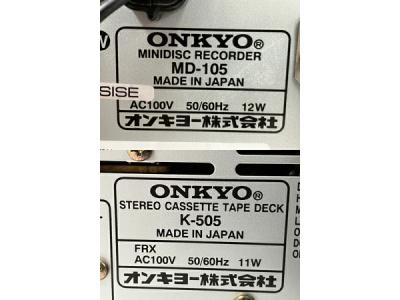 ONKYO®
MINIDISC RECORDER
MD-105
MADE IN JAPAN
SISE
AC100V 50/60Hz 12W
オンキヨー株式会社
ONKYO®
STEREO CASSETTE TAPE DECK
K-505
MADE IN JAPAN
FRX
AC100V 50/60Hz 11W
オンキヨー株式会社